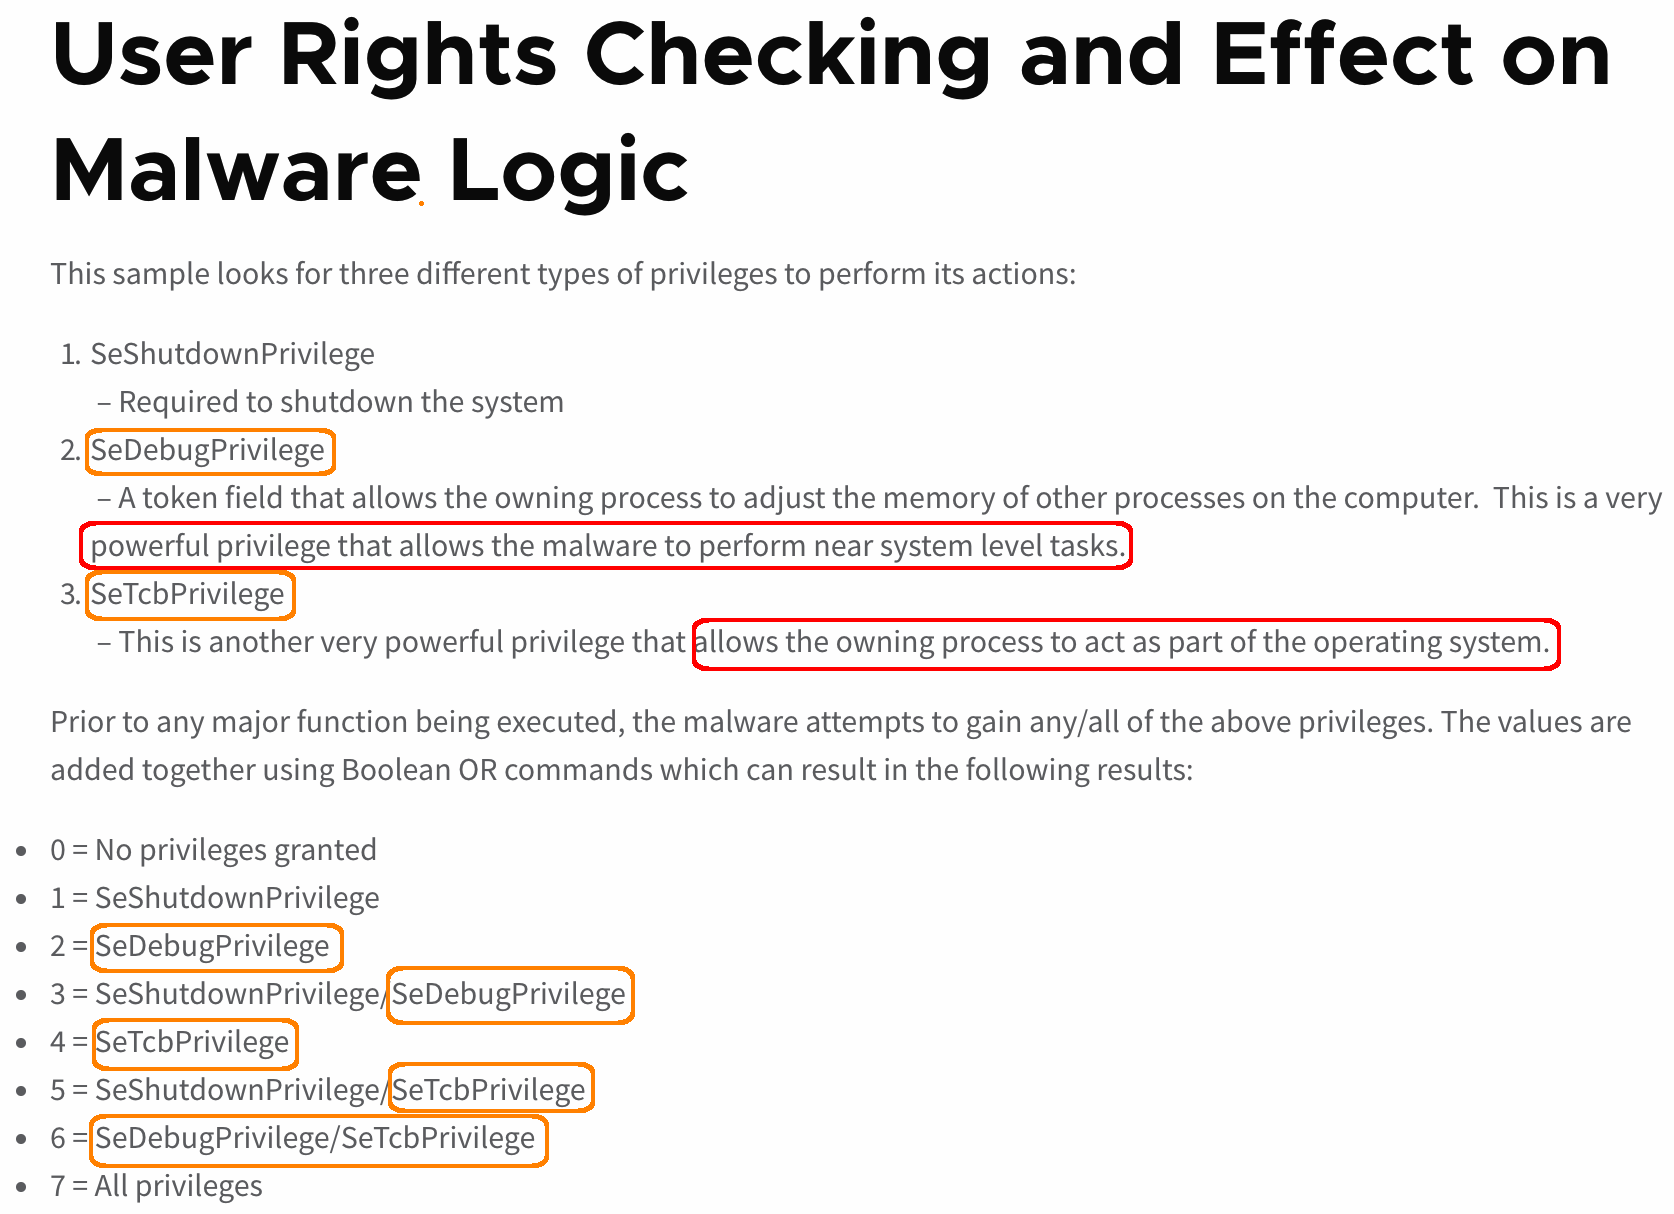 User Rights Checking and Effect on
Malware Logic
This sample looks for three different types of privileges to perform its actions:
1. SeShutdownPrivilege
– Required to shutdown the system
2. SeDebugPrivilege
– A token field that allows the owning process to adjust the memory of other processes on the computer.  This is a very
powerful privilege that allows the malware to perform near system level tasks.
3. SeTcbPrivilege
– This is another very powerful privilege that allows the owning process to act as part of the operating system.
Prior to any major function being executed, the malware attempts to gain any/all of the above privileges. The values are
added together using Boolean OR commands which can result in the following results:
• 0 = No privileges granted
• 1 = SeShutdownPrivilege
• 2 = SeDebugPrivilege
• 3 = SeShutdownPrivilege/SeDebugPrivilege
• 4 = SeTcbPrivilege
• 5 = SeShutdownPrivilege/SeTcbPrivilege
• 6 = SeDebugPrivilege/SeTcbPrivilege
• 7 = All privileges